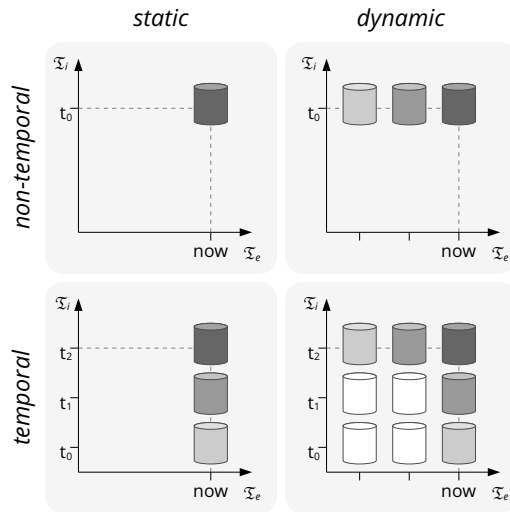 static
dynamic
non-temporal
𝔗i
t0
now
𝔗e
𝔗i
t0
now
𝔗e
temporal
𝔗i
t2
t1
t0
now
𝔗e
𝔗i
t2
t1
t0
now
𝔗e